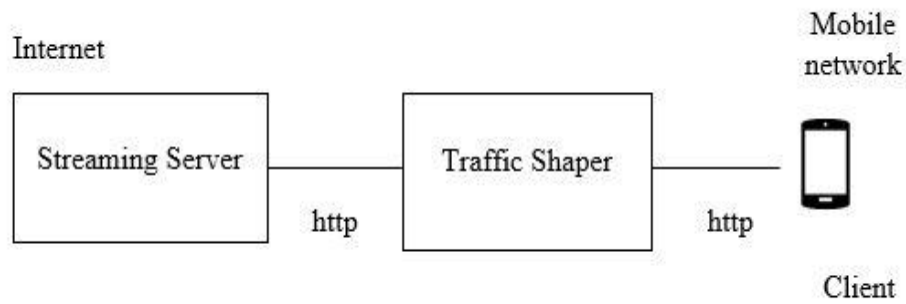 Internet
Mobile
network
Streaming Server
Traffic Shaper
http
http
Client